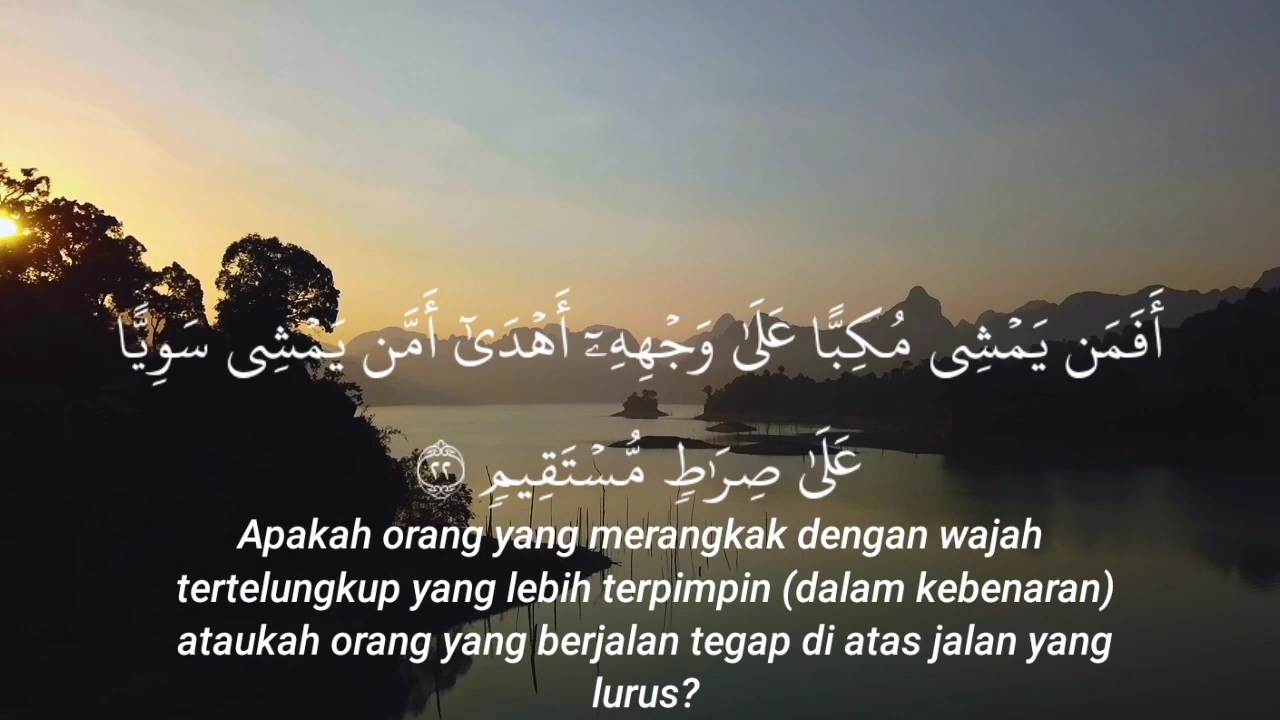 أَفَمَن يَمْشِى مُكِبًّا عَلَىٰ وَجْهِهِۦٓ أَهْدَىٰٓ أَمَّن يَمْشِى سَوِيًّا
عَلَىٰ صِرَٰطٍ مُّسْتَقِيمٍ ٢٢
Apakah orang yang merangkak dengan wajah
tertelungkup yang lebih terpimpin (dalam kebenaran)
ataukah orang yang berjalan tegap di atas jalan yang
lurus?